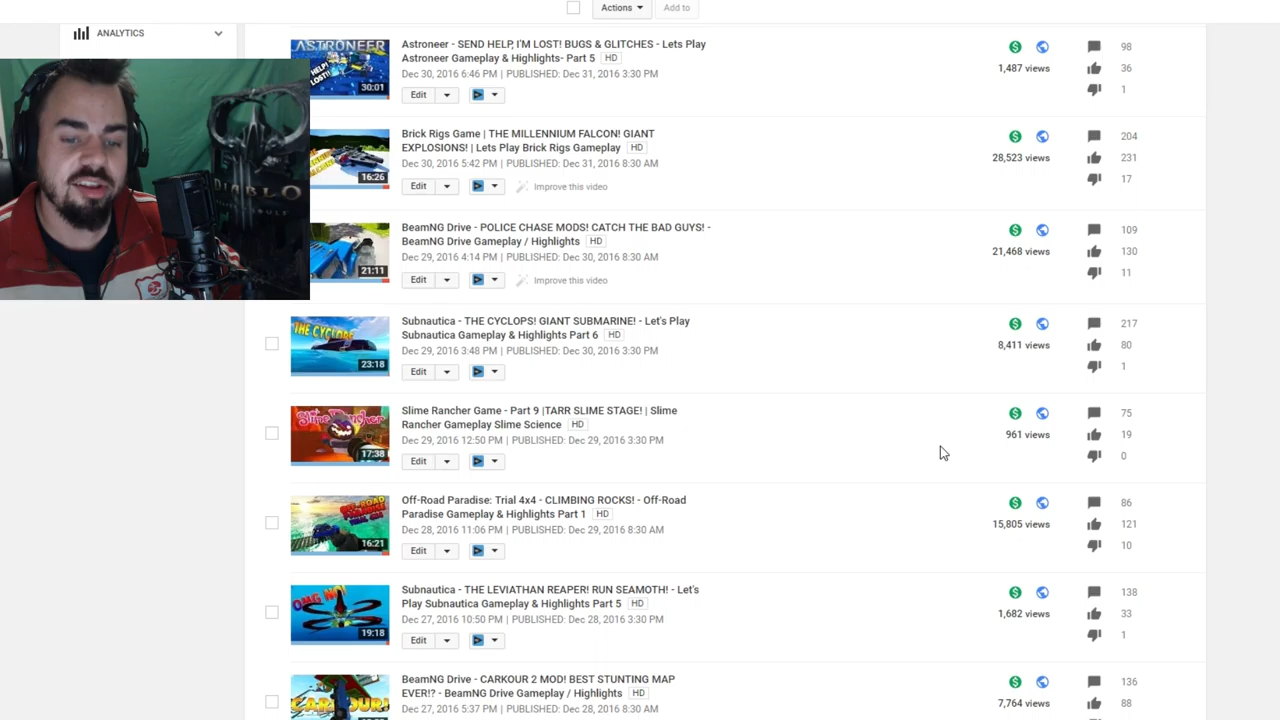 Actions
Add to
ANALYTICS
ASTRONEER
HELP!
LOST!
30:01
Astroneer - SEND HELP, I'M LOST! BUGS & GLITCHES - Lets Play
Astroneer Gameplay & Highlights- Part 5 HD
Dec 30, 2016 6:46 PM | PUBLISHED: Dec 31, 2016 3:30 PM
Edit
98
1,487 views
36
1
DIABLO
16:26
Brick Rigs Game | THE MILLENNIUM FALCON! GIANT
EXPLOSIONS! | Lets Play Brick Rigs Gameplay HD
Dec 30, 2016 5:42 PM | PUBLISHED: Dec 31, 2016 8:30 AM
Edit Improve this video
204
28,523 views
231
17
21:11
BeamNG Drive - POLICE CHASE MODS! CATCH THE BAD GUYS! -
BeamNG Drive Gameplay / Highlights HD
Dec 29, 2016 4:14 PM | PUBLISHED: Dec 30, 2016 8:30 AM
Edit Improve this video
109
21,468 views
130
11
THE CYCLOPS
23:18
Subnautica - THE CYCLOPS! GIANT SUBMARINE! - Let's Play
Subnautica Gameplay & Highlights Part 6 HD
Dec 29, 2016 3:48 PM | PUBLISHED: Dec 30, 2016 3:30 PM
Edit
217
8,411 views
80
1
Slime Rancher
17:38
Slime Rancher Game - Part 9 |TARR SLIME STAGE! | Slime
Rancher Gameplay Slime Science HD
Dec 29, 2016 12:50 PM | PUBLISHED: Dec 29, 2016 3:30 PM
Edit
75
961 views
19
0
OFF-ROAD
PARADISE
16:21
Off-Road Paradise: Trial 4x4 - CLIMBING ROCKS! - Off-Road
Paradise Gameplay & Highlights Part 1 HD
Dec 28, 2016 11:06 PM | PUBLISHED: Dec 29, 2016 8:30 AM
Edit
86
15,805 views
121
10
OMG NO!
19:18
Subnautica - THE LEVIATHAN REAPER! RUN SEAMOTH! - Let's
Play Subnautica Gameplay & Highlights Part 5 HD
Dec 27, 2016 10:50 PM | PUBLISHED: Dec 28, 2016 3:30 PM
Edit
138
1,682 views
33
1
CARKOUR!
BeamNG Drive - CARKOUR 2 MOD! BEST STUNTING MAP
EVER!? - BeamNG Drive Gameplay / Highlights HD
Dec 27, 2016 5:37 PM | PUBLISHED: Dec 28, 2016 8:30 AM
136
7,764 views
88